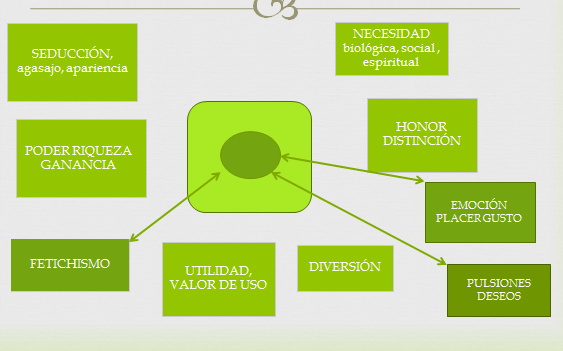 SEDUCCIÓN,
agasajo, apariencia
NECESIDAD
biológica, social ,
espiritual
PODER RIQUEZA
GANANCIA
HONOR
DISTINCIÓN
EMOCIÓN
PLACER GUSTO
FETICHISMO
UTILIDAD,
VALOR DE USO
DIVERSIÓN
PULSIONES
DESEOS